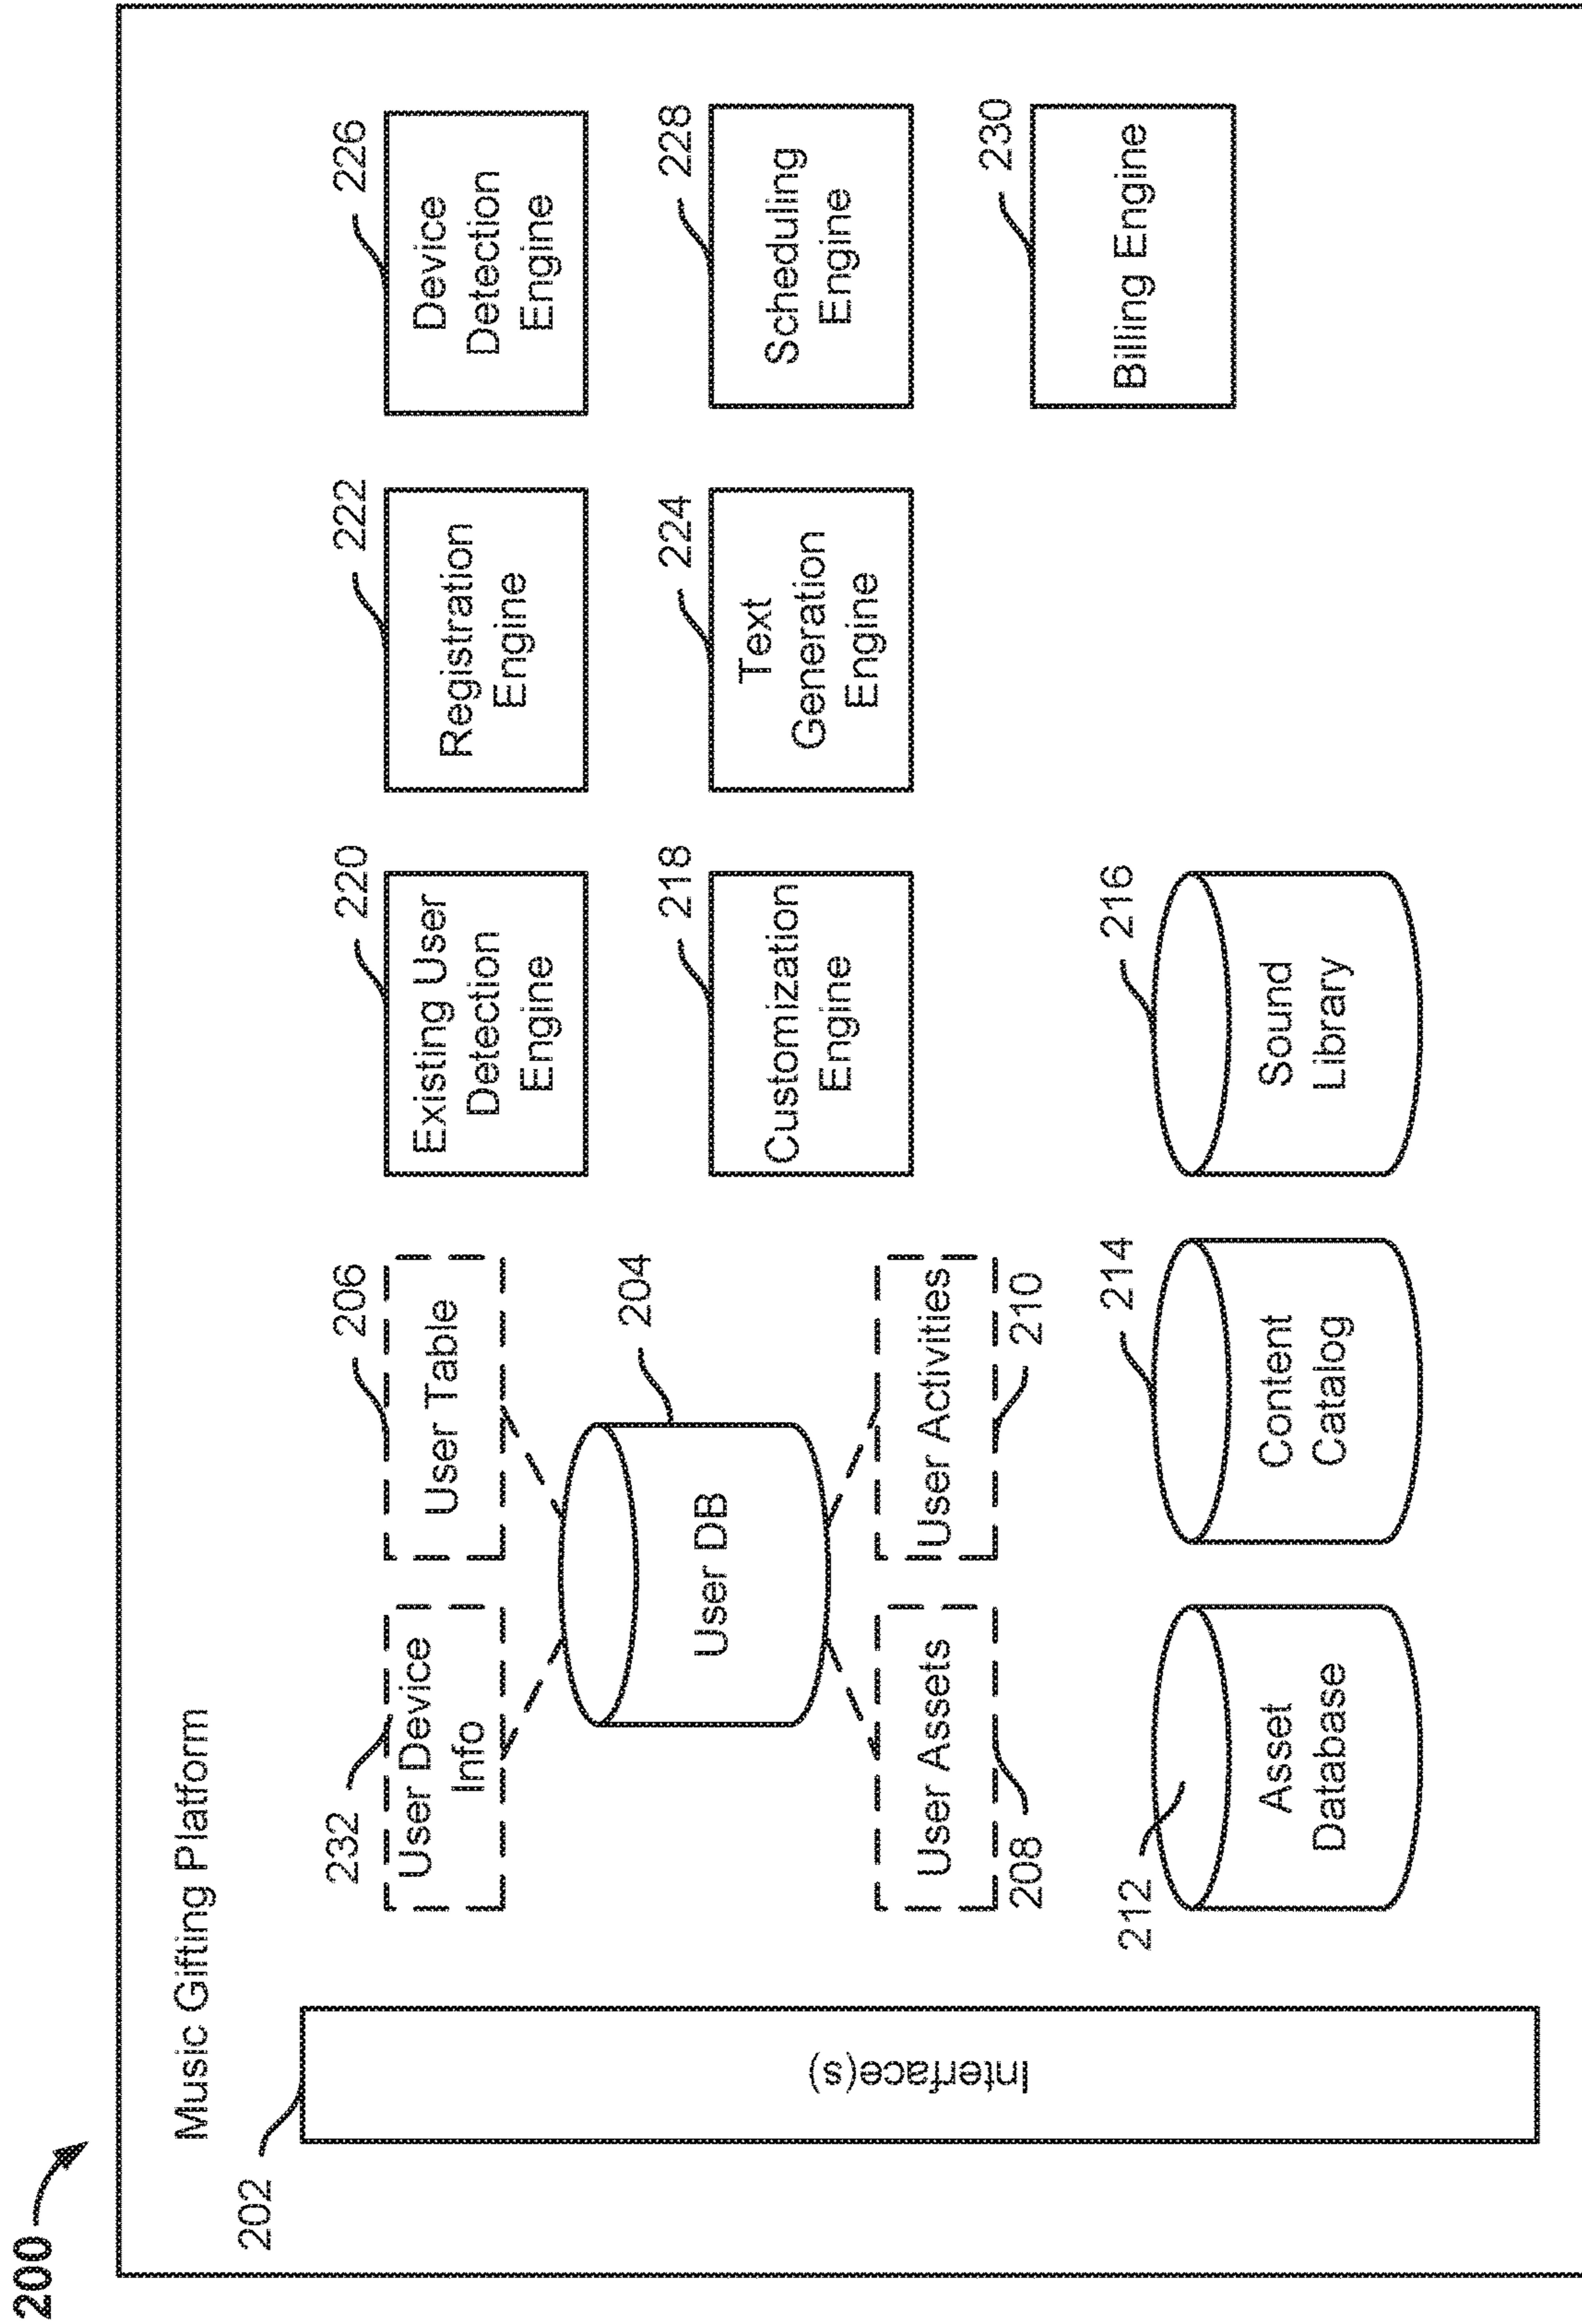 200
Music Gifting Platform
202
Interface(s)
232
User Device
Info
206
User Table
204
User DB
User Assets
208
User Activities
210
212
Asset
Database
214
Content
Catalog
216
Sound
Library
220
Existing User
Detection
Engine
222
Registration
Engine
226
Device
Detection
Engine
218
Customization
Engine
224
Text
Generation
Engine
228
Scheduling
Engine
230
Billing Engine